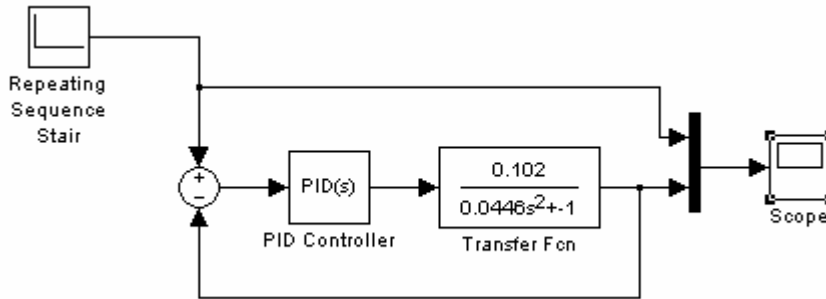 Repeating
Sequence
Stair
+
−
PID(s)
PID Controller
0.102
0.0446s²+-1
Transfer Fcn
Scope